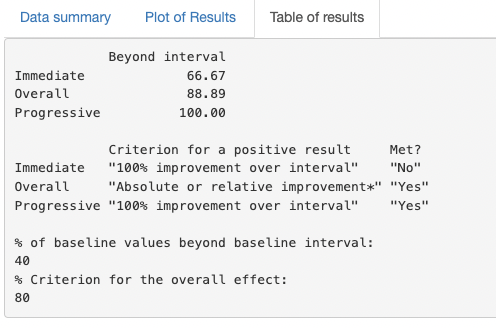 Data summary Plot of Results Table of results
Beyond interval
Immediate 66.67
Overall 88.89
Progressive 100.00
Criterion for a positive result Met?
Immediate "100% improvement over interval" "No"
Overall "Absolute or relative improvement*" "Yes"
Progressive "100% improvement over interval" "Yes"
% of baseline values beyond baseline interval:
40
% Criterion for the overall effect:
80